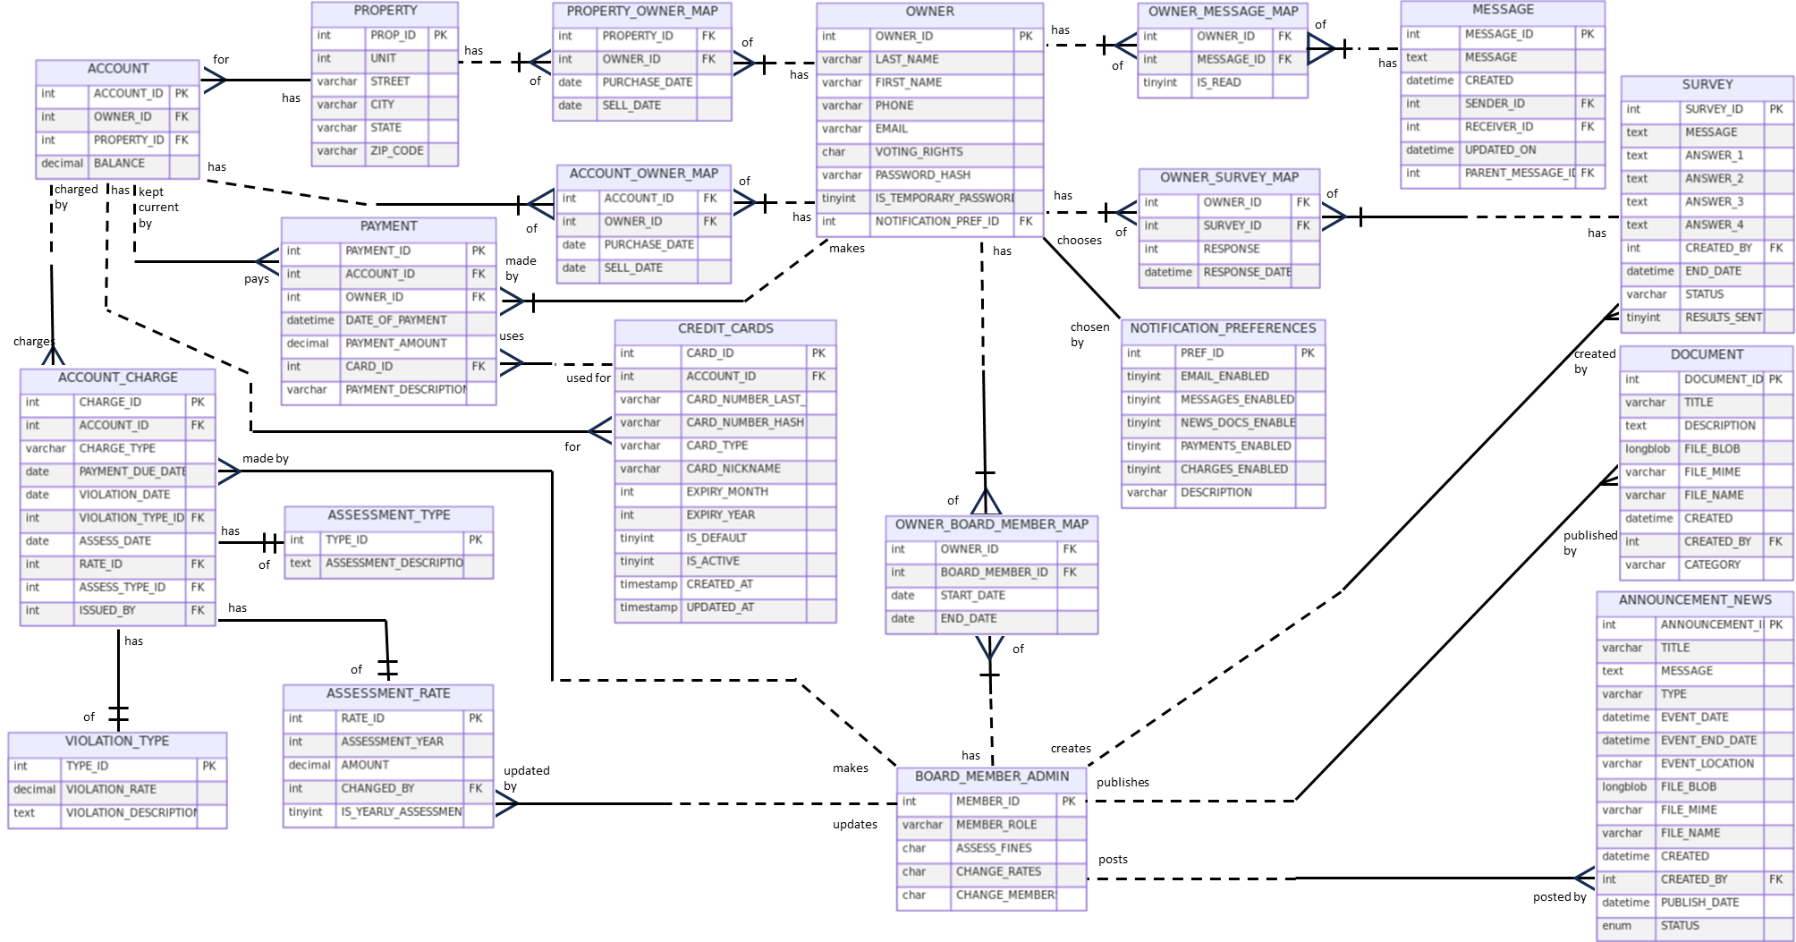 PROPERTY
int PROP_ID PK
int UNIT
varchar STREET
varchar CITY
varchar STATE
varchar ZIP_CODE
PROPERTY_OWNER_MAP
int PROPERTY_ID FK
int OWNER_ID FK
date PURCHASE_DATE
date SELL_DATE
OWNER
int OWNER_ID PK
varchar LAST_NAME
varchar FIRST_NAME
varchar PHONE
varchar EMAIL
char VOTING_RIGHTS
varchar PASSWORD_HASH
tinyint IS_TEMPORARY_PASSWORD
int NOTIFICATION_PREF_ID FK
OWNER_MESSAGE_MAP
int OWNER_ID FK
int MESSAGE_ID FK
tinyint IS_READ
MESSAGE
int MESSAGE_ID PK
text MESSAGE
datetime CREATED
int SENDER_ID FK
int RECEIVER_ID FK
datetime UPDATED_ON
int PARENT_MESSAGE_ID FK
ACCOUNT
int ACCOUNT_ID PK
int OWNER_ID FK
int PROPERTY_ID FK
decimal BALANCE
SURVEY
int SURVEY_ID PK
text MESSAGE
text ANSWER_1
text ANSWER_2
text ANSWER_3
text ANSWER_4
int CREATED_BY FK
datetime END_DATE
varchar STATUS
tinyint RESULTS_SENT
ACCOUNT_OWNER_MAP
int ACCOUNT_ID FK
int OWNER_ID FK
date PURCHASE_DATE
date SELL_DATE
OWNER_SURVEY_MAP
int OWNER_ID FK
int SURVEY_ID FK
int RESPONSE
datetime RESPONSE_DATE
PAYMENT
int PAYMENT_ID PK
int ACCOUNT_ID FK
int OWNER_ID FK
datetime DATE_OF_PAYMENT
decimal PAYMENT_AMOUNT
int CARD_ID FK
varchar PAYMENT_DESCRIPTION
CREDIT_CARDS
int CARD_ID PK
int ACCOUNT_ID FK
varchar CARD_NUMBER_LAST_
varchar CARD_NUMBER_HASH
varchar CARD_TYPE
varchar CARD_NICKNAME
int EXPIRY_MONTH
int EXPIRY_YEAR
tinyint IS_DEFAULT
tinyint IS_ACTIVE
timestamp CREATED_AT
timestamp UPDATED_AT
NOTIFICATION_PREFERENCES
int PREF_ID PK
tinyint EMAIL_ENABLED
tinyint MESSAGES_ENABLED
tinyint NEWS_DOCS_ENABLE
tinyint PAYMENTS_ENABLED
tinyint CHARGES_ENABLED
varchar DESCRIPTION
DOCUMENT
int DOCUMENT_ID PK
varchar TITLE
text DESCRIPTION
longblob FILE_BLOB
varchar FILE_MIME
varchar FILE_NAME
datetime CREATED
int CREATED_BY FK
varchar CATEGORY
ACCOUNT_CHARGE
int CHARGE_ID PK
int ACCOUNT_ID FK
varchar CHARGE_TYPE
date PAYMENT_DUE_DATE
date VIOLATION_DATE
int VIOLATION_TYPE_ID FK
date ASSESS_DATE
int RATE_ID FK
int ASSESS_TYPE_ID FK
int ISSUED_BY FK
ASSESSMENT_TYPE
int TYPE_ID PK
text ASSESSMENT_DESCRIPTIO
OWNER_BOARD_MEMBER_MAP
int OWNER_ID FK
int BOARD_MEMBER_ID FK
date START_DATE
date END_DATE
ANNOUNCEMENT_NEWS
int ANNOUNCEMENT_I PK
varchar TITLE
text MESSAGE
varchar TYPE
datetime EVENT_DATE
datetime EVENT_END_DATE
varchar EVENT_LOCATION
longblob FILE_BLOB
varchar FILE_MIME
varchar FILE_NAME
datetime CREATED
int CREATED_BY FK
datetime PUBLISH_DATE
enum STATUS
ASSESSMENT_RATE
int RATE_ID PK
int ASSESSMENT_YEAR
decimal AMOUNT
int CHANGED_BY FK
tinyint IS_YEARLY_ASSESSMEN
VIOLATION_TYPE
int TYPE_ID PK
decimal VIOLATION_RATE
text VIOLATION_DESCRIPTION
BOARD_MEMBER_ADMIN
int MEMBER_ID PK
varchar MEMBER_ROLE
char ASSESS_FINES
char CHANGE_RATES
char CHANGE_MEMBERS
for
has
has
of
of
has
has
of
of
has
has
of
has
has
of
of
has
charged
by
has
kept
current
by
charges
pays
made
by
makes
uses
used for
for
chooses
chosen
by
has
of
of
has
made by
makes
has
of
has
of
has
of
updated
by
updates
creates
created
by
publishes
published
by
posts
posted by